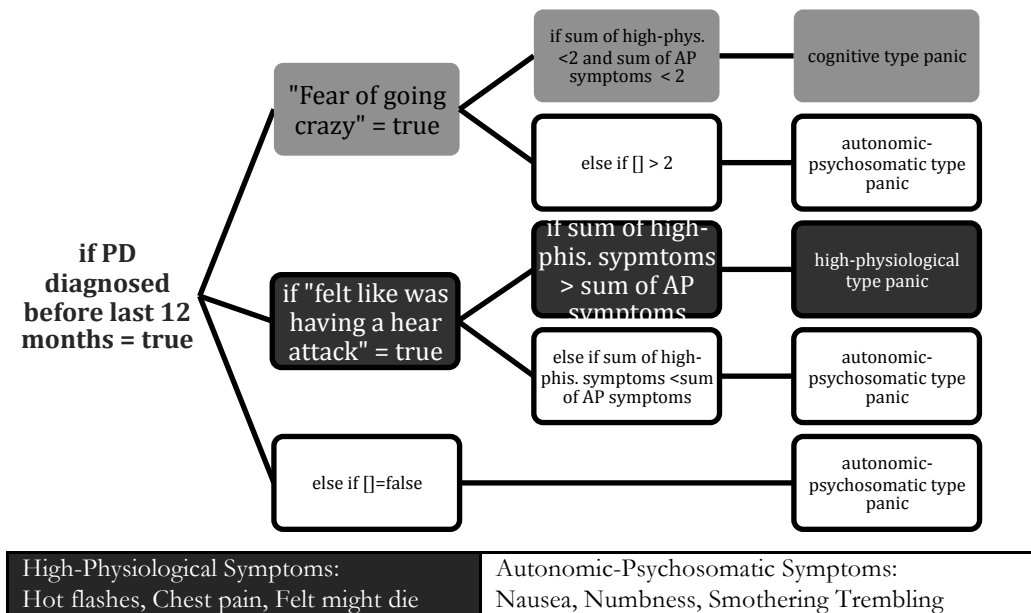 if PD
diagnosed
before last 12
months = true
"Fear of going
crazy" = true
if sum of high-phys.
<2 and sum of AP
symptoms < 2
cognitive type panic
else if [] > 2
autonomic-
psychosomatic type
panic
if "felt like was
having a hear
attack" = true
if sum of high-
phis. sypmtoms
> sum of AP
symptoms
high-physiological
type panic
else if sum of high-
phis. symptoms <sum
of AP symptoms
autonomic-
psychosomatic type
panic
else if []=false
autonomic-
psychosomatic type
panic
High-Physiological Symptoms:
Hot flashes, Chest pain, Felt might die
Autonomic-Psychosomatic Symptoms:
Nausea, Numbness, Smothering Trembling